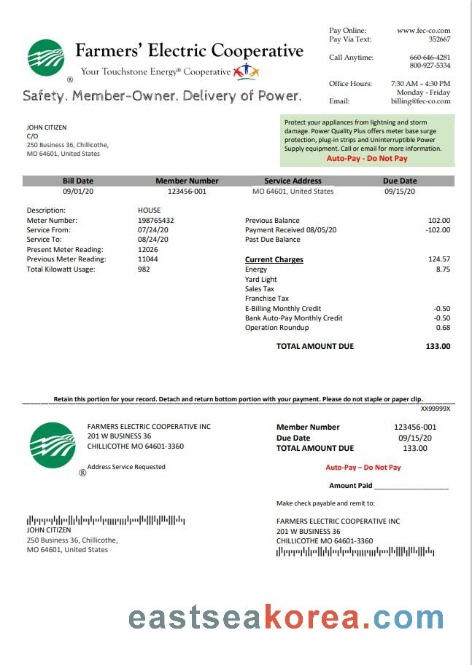 Farmers' Electric Cooperative
Your Touchstone Energy® Cooperative
®
Safety. Member-Owner. Delivery of Power.
Pay Online: www.fec-co.com
Pay Via Text: 352667
Call Anytime: 660-646-4281
800-927-5334
Office Hours: 7:30 AM – 4:30 PM
Monday - Friday
Email: billing@fec-co.com
JOHN CITIZEN
C/O
250 Business 36, Chillicothe,
MO 64601, United States
Protect your appliances from lightning and storm
damage. Power Quality Plus offers meter base surge
protection, plug-in strips and Uninterruptible Power
Supply equipment. Call or email for more information.
Auto-Pay - Do Not Pay
Bill Date Member Number Service Address Due Date
09/01/20 123456-001 MO 64601, United States 09/15/20
Description: HOUSE
Meter Number: 198765432
Service From: 07/24/20
Service To: 08/24/20
Present Meter Reading: 12026
Previous Meter Reading: 11044
Total Kilowatt Usage: 982
Previous Balance 102.00
Payment Received 08/05/20 -102.00
Past Due Balance
Current Charges 124.57
Energy 8.75
Yard Light
Sales Tax
Franchise Tax
E-Billing Monthly Credit -0.50
Bank Auto-Pay Monthly Credit -0.50
Operation Roundup 0.68
TOTAL AMOUNT DUE 133.00
Retain this portion for your record. Detach and return bottom portion with your payment. Please do not staple or paper clip.
XX99999X
FARMERS ELECTRIC COOPERATIVE INC
201 W BUSINESS 36
CHILLICOTHE MO 64601-3360
® Address Service Requested
Member Number 123456-001
Due Date 09/15/20
TOTAL AMOUNT DUE 133.00
Auto-Pay – Do Not Pay
Amount Paid
Make check payable and remit to:
JOHN CITIZEN
250 Business 36, Chillicothe,
MO 64601, United States
FARMERS ELECTRIC COOPERATIVE INC
201 W BUSINESS 36
CHILLICOTHE MO 64601-3360
eastseakorea.com